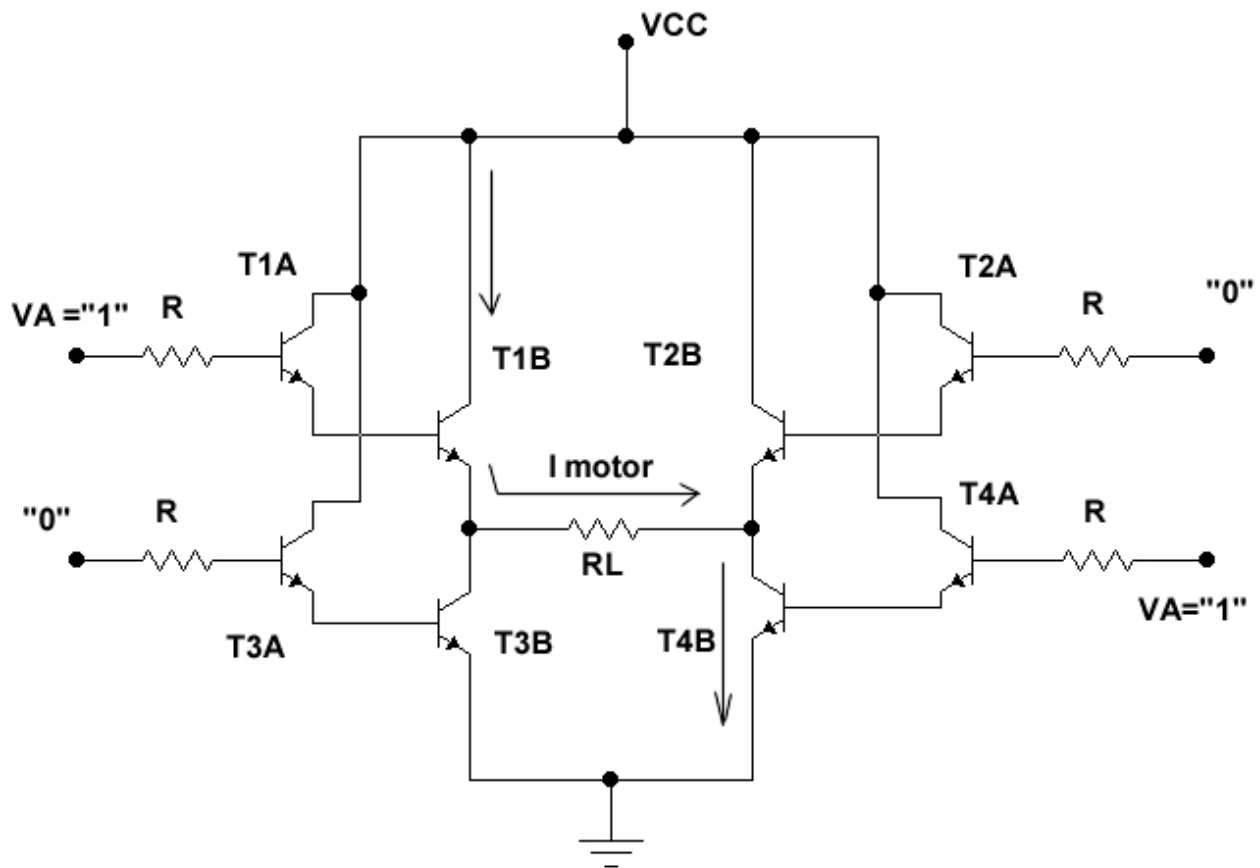 VCC
T1A
T2A
VA ="1"
R
R
"0"
T1B
T2B
I motor
"0"
R
T4A
R
RL
VA="1"
T3A
T3B
T4B